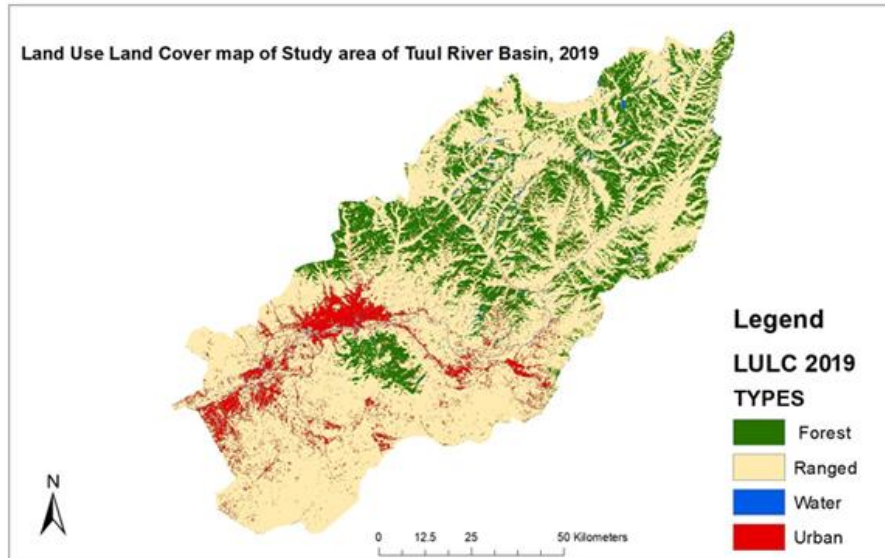 Land Use Land Cover map of Study area of Tuul River Basin, 2019
Legend
LULC 2019
TYPES
Forest
Ranged
Water
Urban
N
0 12.5 25 50 Kilometers